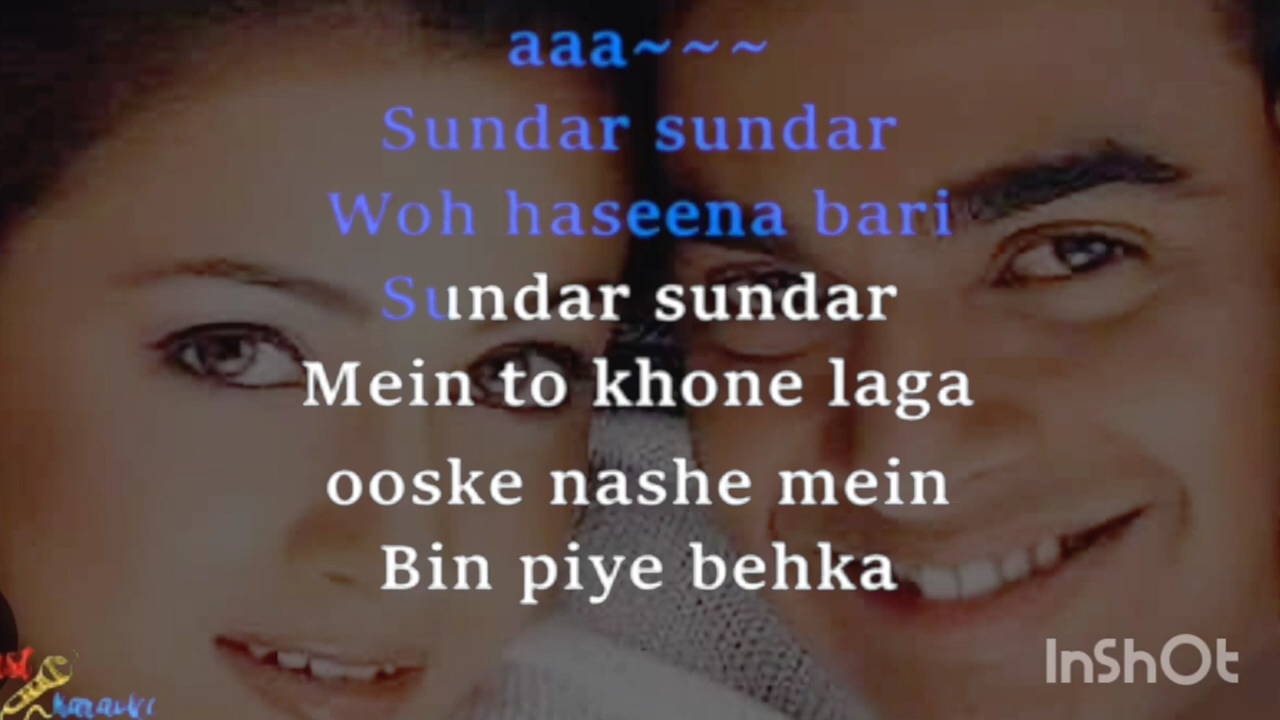 aaa~~~
Sundar sundar
Woh haseena bari
Sundar sundar
Mein to khone laga
ooske nashe mein
Bin piye behka
InShOt
karaoke